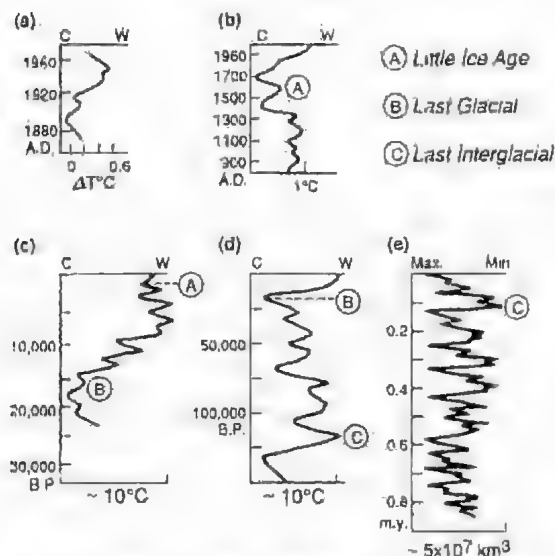 (a)
C W
1960
1920
1880
A.D.
0 0.6
ΔT°C
(b)
C W
1960
1700
1500
1300
1100
900
A.D.
1°C
A
A Little Ice Age
B Last Glacial
C Last Interglacial
(c)
C W
A
10,000
B
20,000
30,000
B.P.
~ 10°C
(d)
C W
B
50,000
100,000
B.P.
C
~ 10°C
(e)
Max. Min
C
0.2
0.4
0.6
0.8
m.y.
~ 5x10⁷ km³